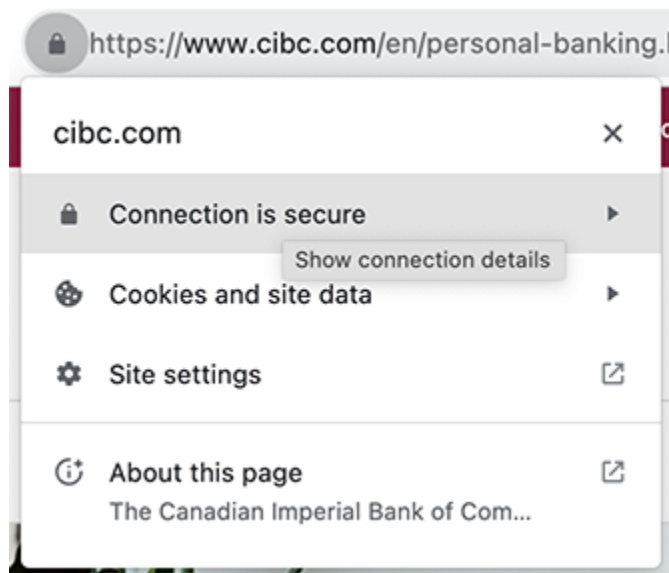 https://www.cibc.com/en/personal-banking.
cibc.com
Connection is secure
Show connection details
Cookies and site data
Site settings
About this page
The Canadian Imperial Bank of Com...